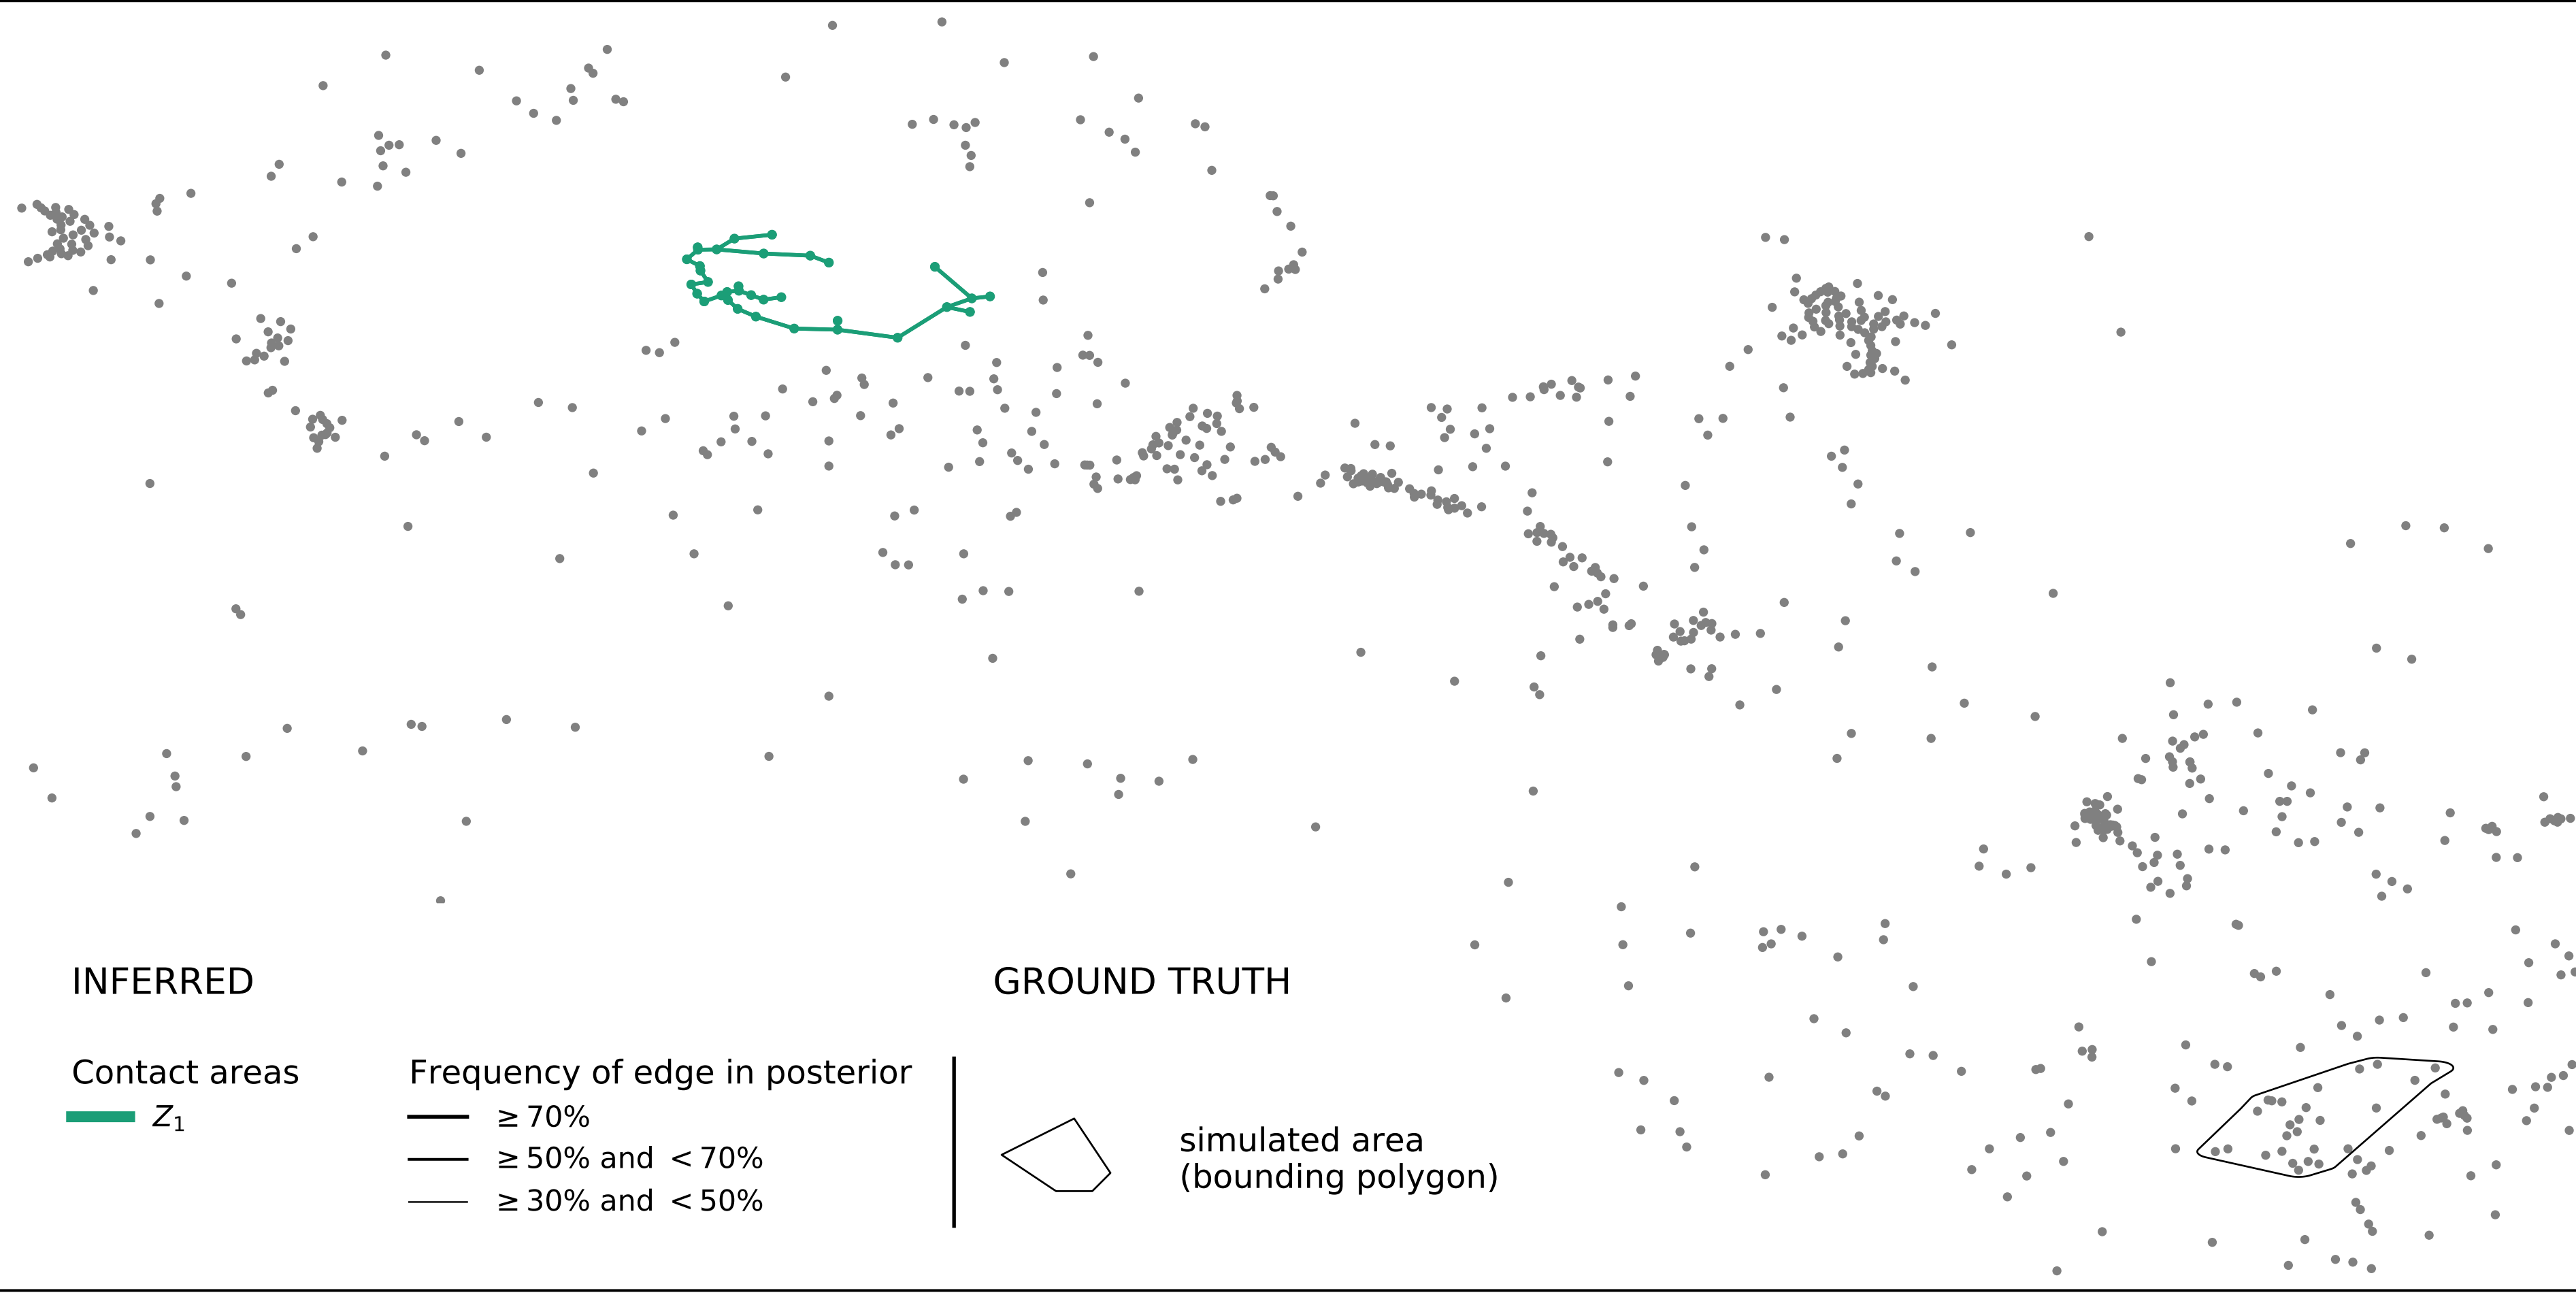 INFERRED
Contact areas
Z1
Frequency of edge in posterior
≥ 70%
≥ 50% and < 70%
≥ 30% and < 50%
GROUND TRUTH
simulated area
(bounding polygon)